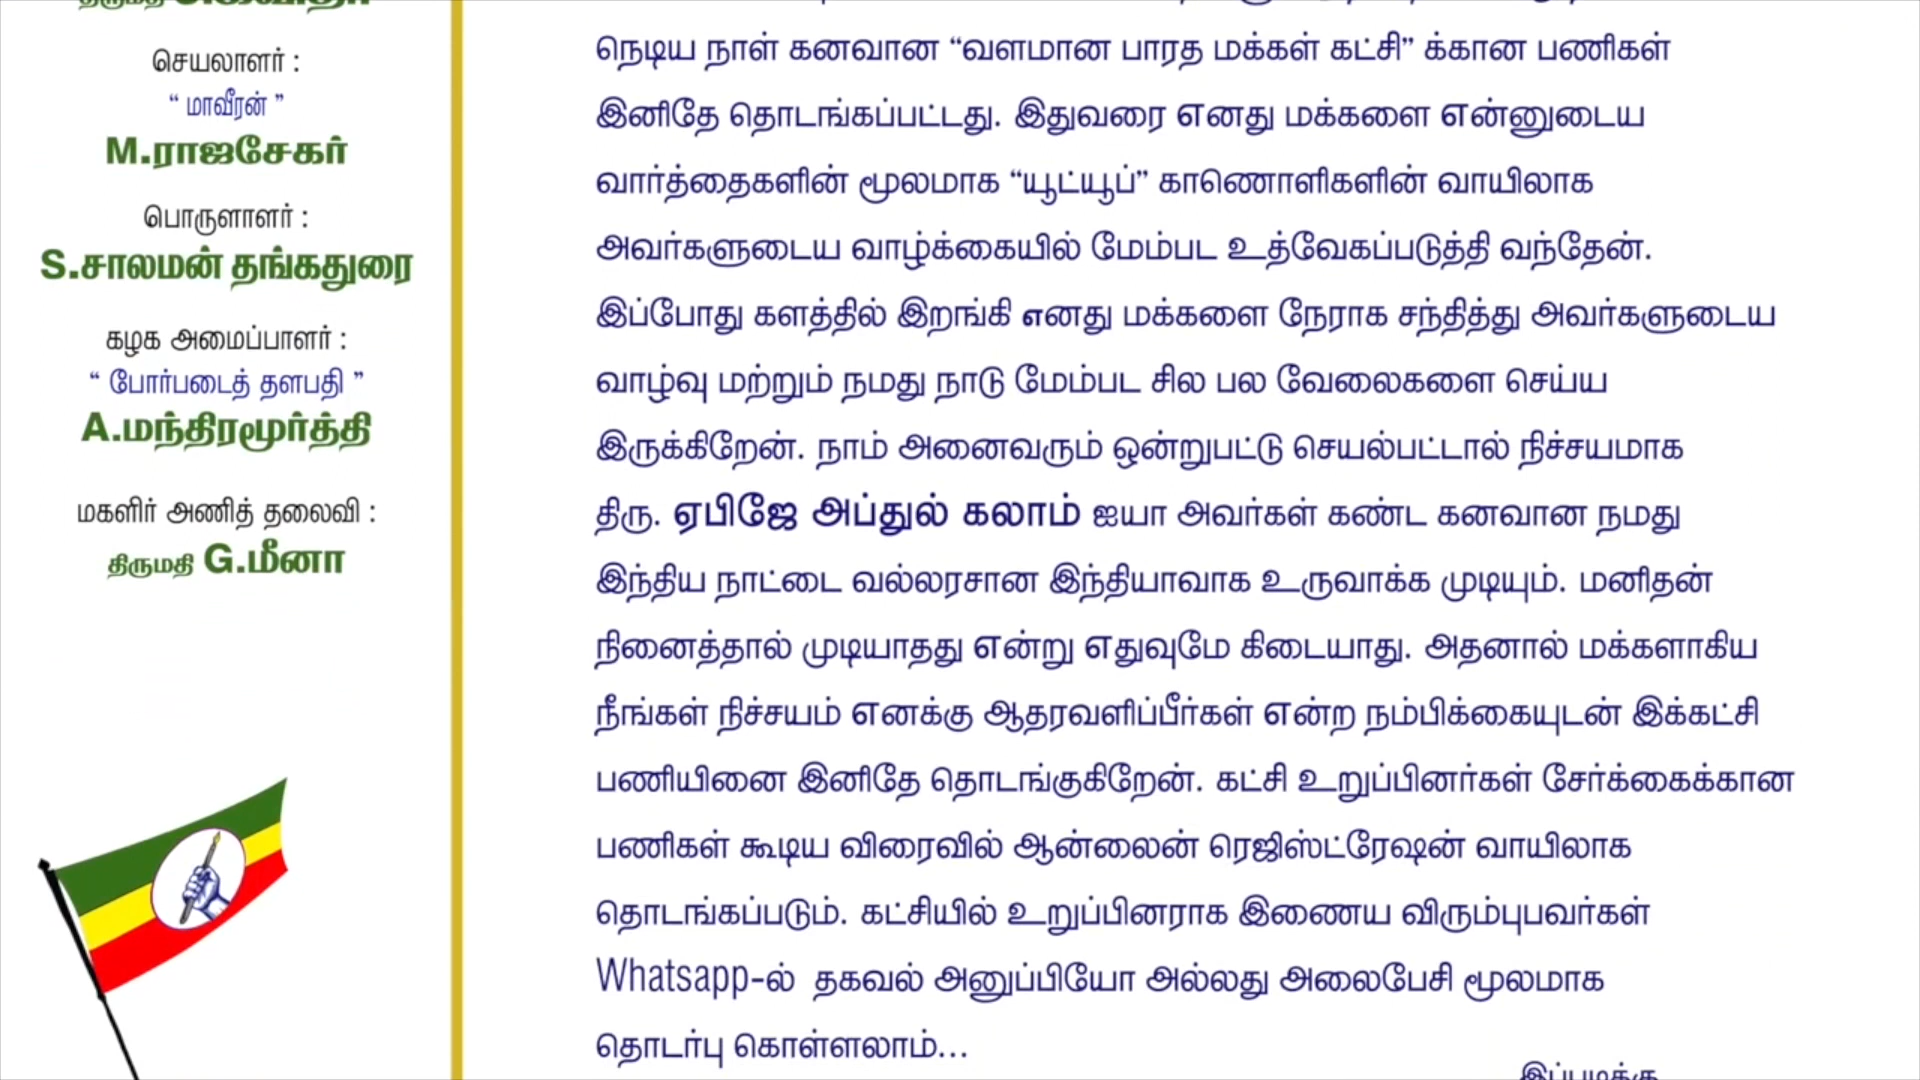 செயலாளர் :
“ மாவீரன் ”
M.ராஜசேகர்
பொருளாளர் :
S.சாலமன் தங்கதுரை
கழக அமைப்பாளர் :
“ போர்படைத் தளபதி ”
A.மந்திரமூர்த்தி
மகளிர் அணித் தலைவி :
திருமதி G.மீனா
நெடிய நாள் கனவான “வளமான பாரத மக்கள் கட்சி” க்கான பணிகள்
இனிதே தொடங்கப்பட்டது. இதுவரை எனது மக்களை என்னுடைய
வார்த்தைகளின் மூலமாக “யூட்யூப்” காணொளிகளின் வாயிலாக
அவர்களுடைய வாழ்க்கையில் மேம்பட உத்வேகப்படுத்தி வந்தேன்.
இப்போது களத்தில் இறங்கி எனது மக்களை நேராக சந்தித்து அவர்களுடைய
வாழ்வு மற்றும் நமது நாடு மேம்பட சில பல வேலைகளை செய்ய
இருக்கிறேன். நாம் அனைவரும் ஒன்றுபட்டு செயல்பட்டால் நிச்சயமாக
திரு. ஏபிஜே அப்துல் கலாம் ஐயா அவர்கள் கண்ட கனவான நமது
இந்திய நாட்டை வல்லரசான இந்தியாவாக உருவாக்க முடியும். மனிதன்
நினைத்தால் முடியாதது என்று எதுவுமே கிடையாது. அதனால் மக்களாகிய
நீங்கள் நிச்சயம் எனக்கு ஆதரவளிப்பீர்கள் என்ற நம்பிக்கையுடன் இக்கட்சி
பணியினை இனிதே தொடங்குகிறேன். கட்சி உறுப்பினர்கள் சேர்க்கைக்கான
பணிகள் கூடிய விரைவில் ஆன்லைன் ரெஜிஸ்ட்ரேஷன் வாயிலாக
தொடங்கப்படும். கட்சியில் உறுப்பினராக இணைய விரும்புபவர்கள்
Whatsapp-ல் தகவல் அனுப்பியோ அல்லது அலைபேசி மூலமாக
தொடர்பு கொள்ளலாம்...